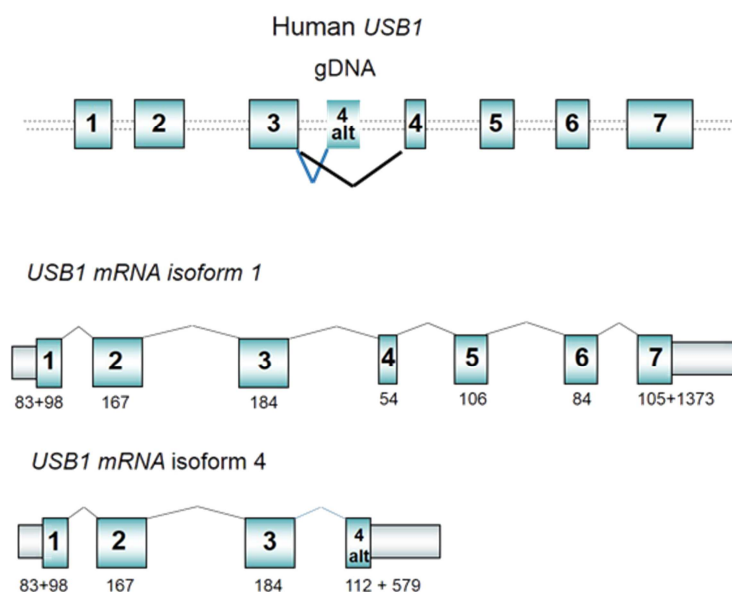 Human USB1
gDNA
1 2 3 4 alt 4 5 6 7
USB1 mRNA isoform 1
1 2 3 4 5 6 7
83+98 167 184 54 106 84 105+1373
USB1 mRNA isoform 4
1 2 3 4 alt
83+98 167 184 112 + 579